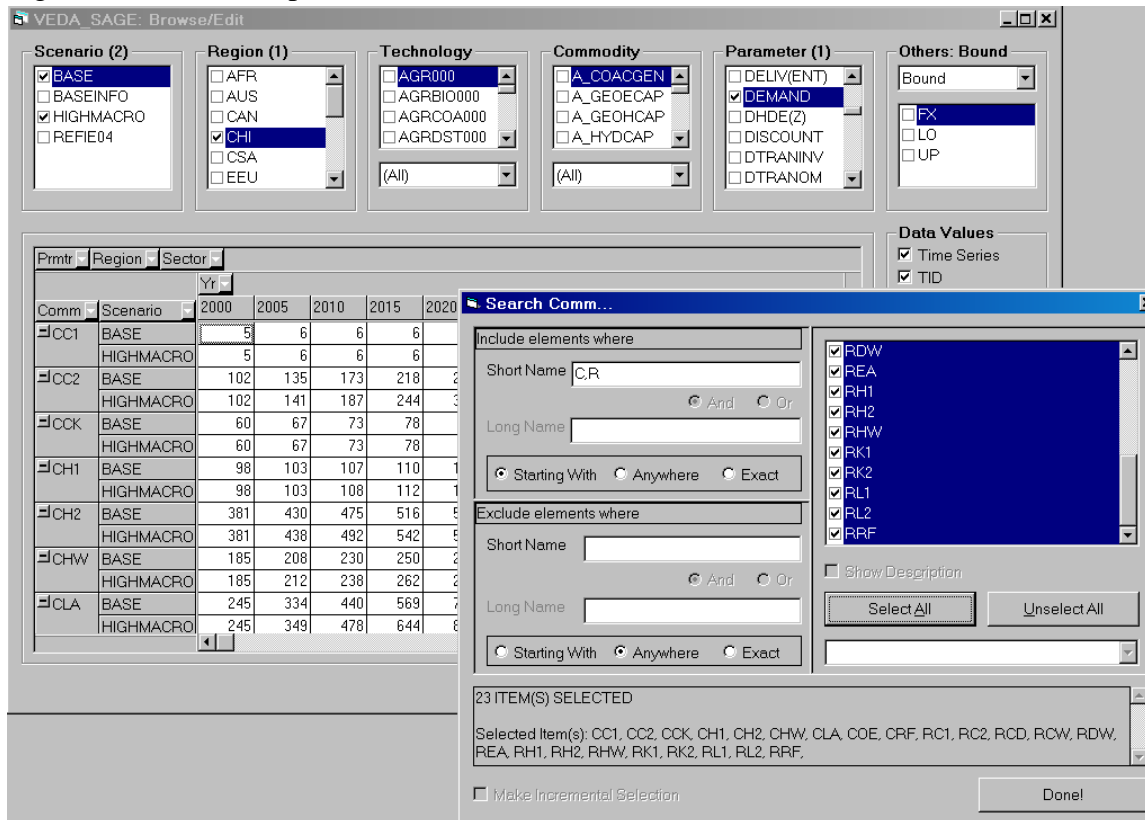 VEDA_SAGE: Browse/Edit
Scenario (2)
BASE
BASEINFO
HIGHMACRO
REFIE04
Region (1)
AFR
AUS
CAN
CHI
CSA
EEU
Technology
AGR000
AGRBIO000
AGRCOA000
AGRDST000
(All)
Commodity
A_COACGEN
A_GEOECAP
A_GEOHCAP
A_HYDCAP
(All)
Parameter (1)
DELIV(ENT)
DEMAND
DHDE(Z)
DISCOUNT
DTRANINV
DTRANOM
Others: Bound
Bound
FX
LO
UP
Data Values
Time Series
TID
Prmtr Region Sector
Yr
Comm Scenario 2000 2005 2010 2015 2020
CC1 BASE 5 6 6 6
HIGHMACRO 5 6 6 6
CC2 BASE 102 135 173 218
HIGHMACRO 102 141 187 244
CCK BASE 60 67 73 78
HIGHMACRO 60 67 73 78
CH1 BASE 98 103 107 110
HIGHMACRO 98 103 108 112
CH2 BASE 381 430 475 516
HIGHMACRO 381 438 492 542
CHW BASE 185 208 230 250
HIGHMACRO 185 212 238 262
CLA BASE 245 334 440 569
HIGHMACRO 245 349 478 644
Search Comm...
Include elements where
Short Name C,R
And Or
Long Name
Starting With Anywhere Exact
Exclude elements where
Short Name
And Or
Long Name
Starting With Anywhere Exact
RDW
REA
RH1
RH2
RHW
RK1
RK2
RL1
RL2
RRF
Show Description
Select All Unselect All
23 ITEM(S) SELECTED
Selected Item(s): CC1, CC2, CCK, CH1, CH2, CHW, CLA, COE, CRF, RC1, RC2, RCD, RCW, RDW,
REA, RH1, RH2, RHW, RK1, RK2, RL1, RL2, RRF,
Make Incremental Selection
Done!